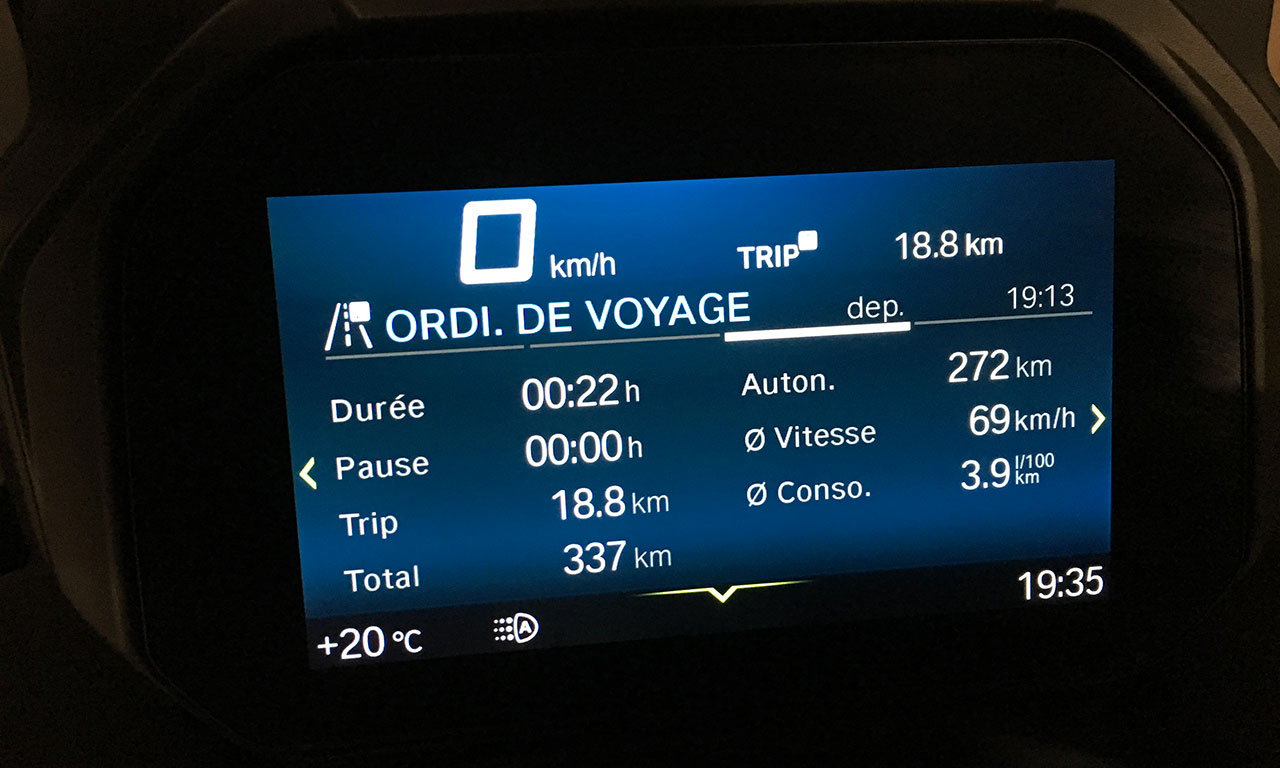 0 km/h TRIP 18.8 km
ORDI. DE VOYAGE dep. 19:13
Durée 00:22 h Auton. 272 km
Pause 00:00 h Ø Vitesse 69 km/h
Trip 18.8 km Ø Conso. 3.9 l/100 km
Total 337 km
+20 °C A 19:35